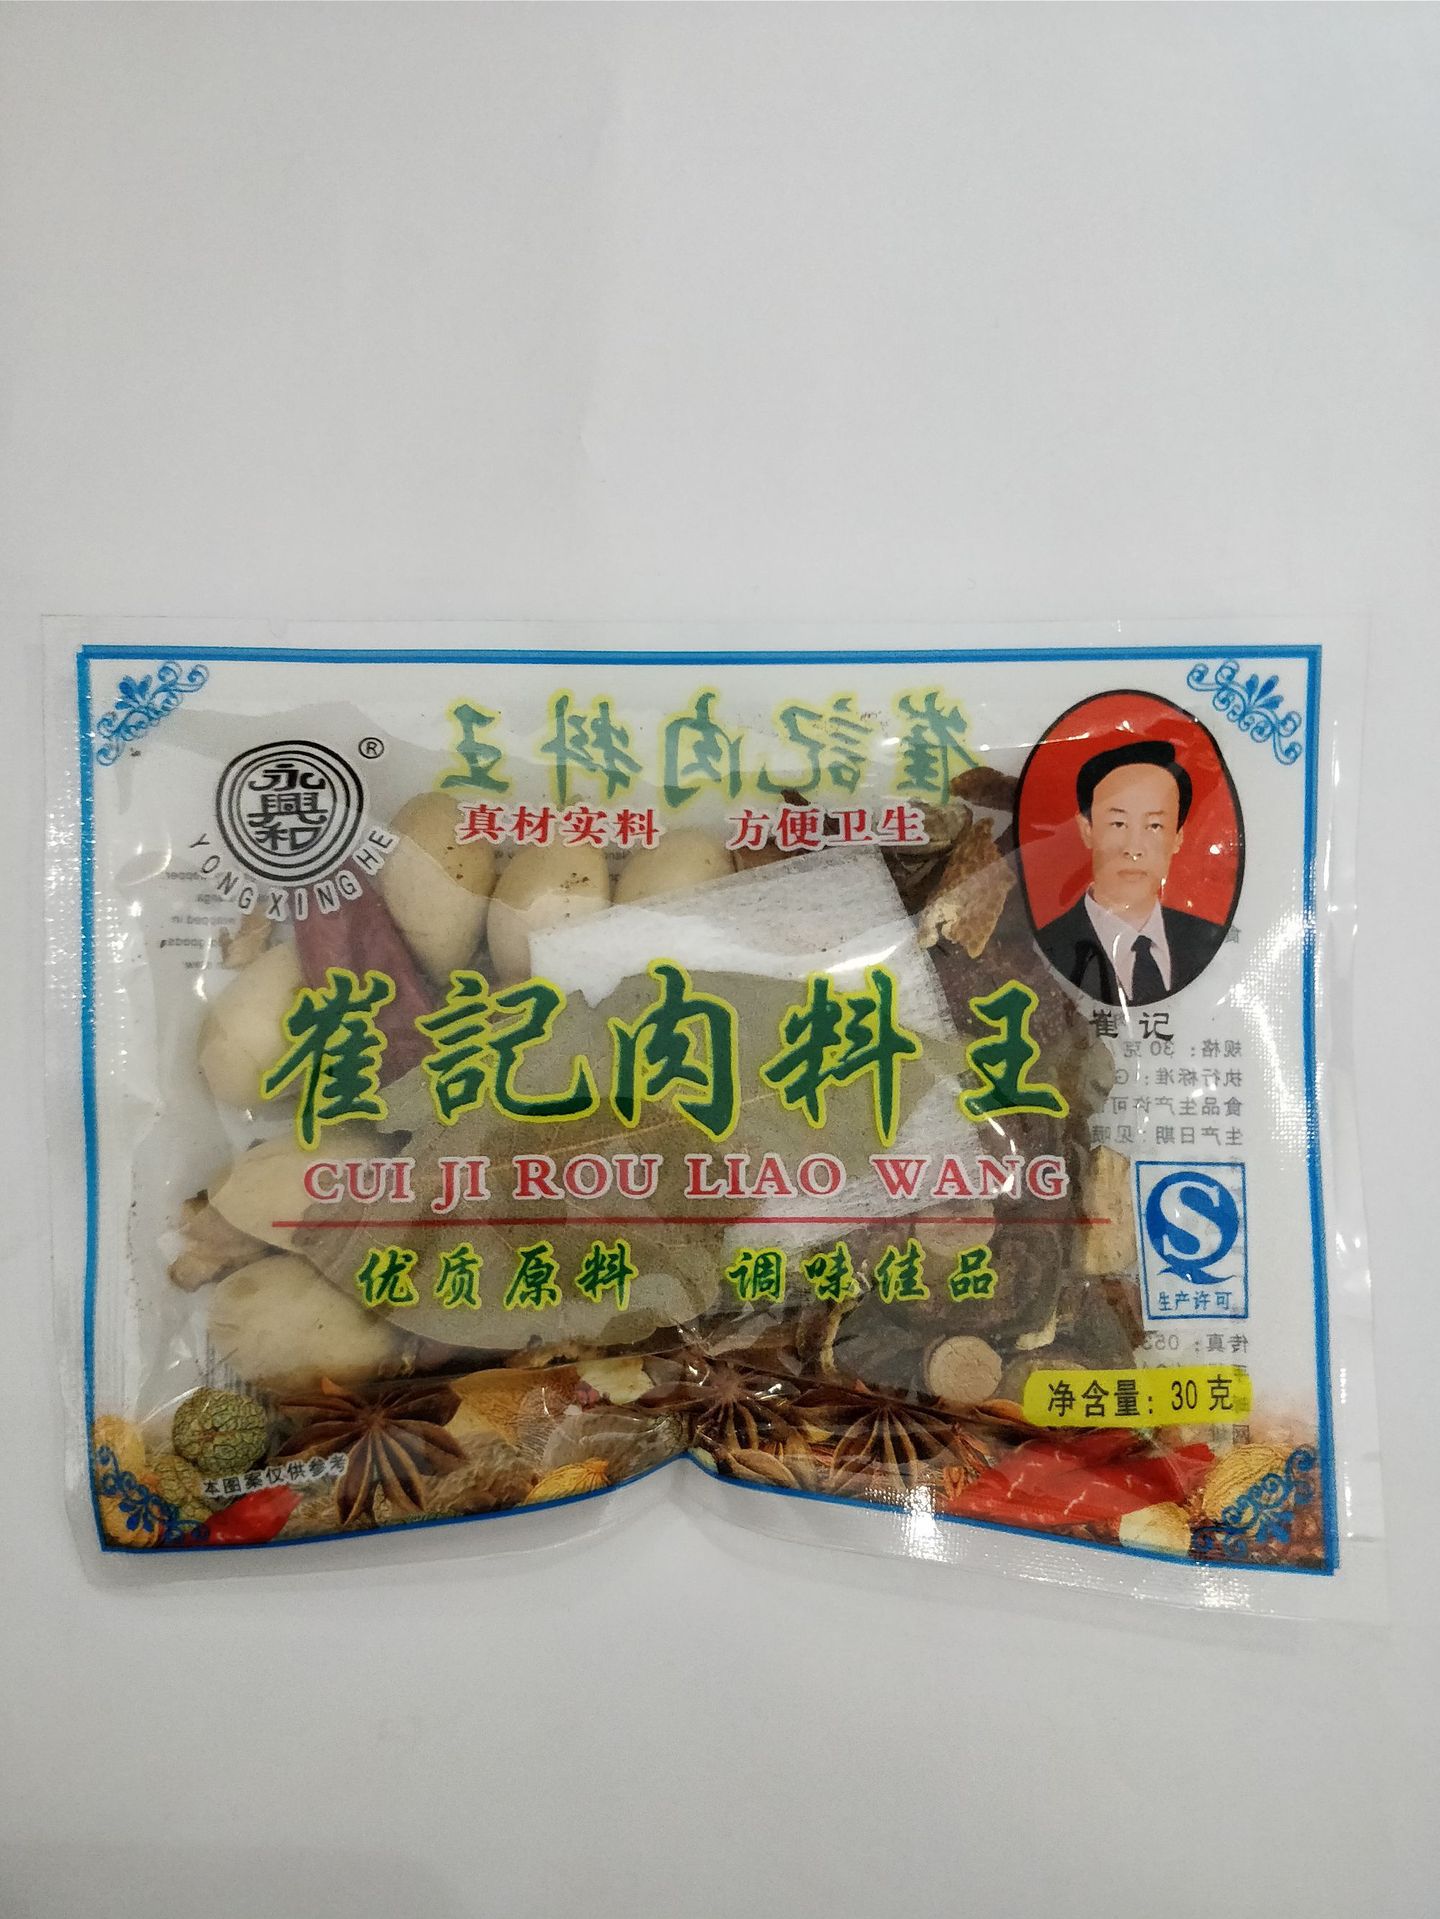 永興和
®
YONGXINGHE
崔記肉料王
真材实料 方便卫生
崔記肉料王
CUI JI ROU LIAO WANG
优质原料 调味佳品
崔记
规格：30克
执行标准：G
食品生产许可
生产日期：见
生产许可
传真：053
净含量：30克
本图案仅供参考